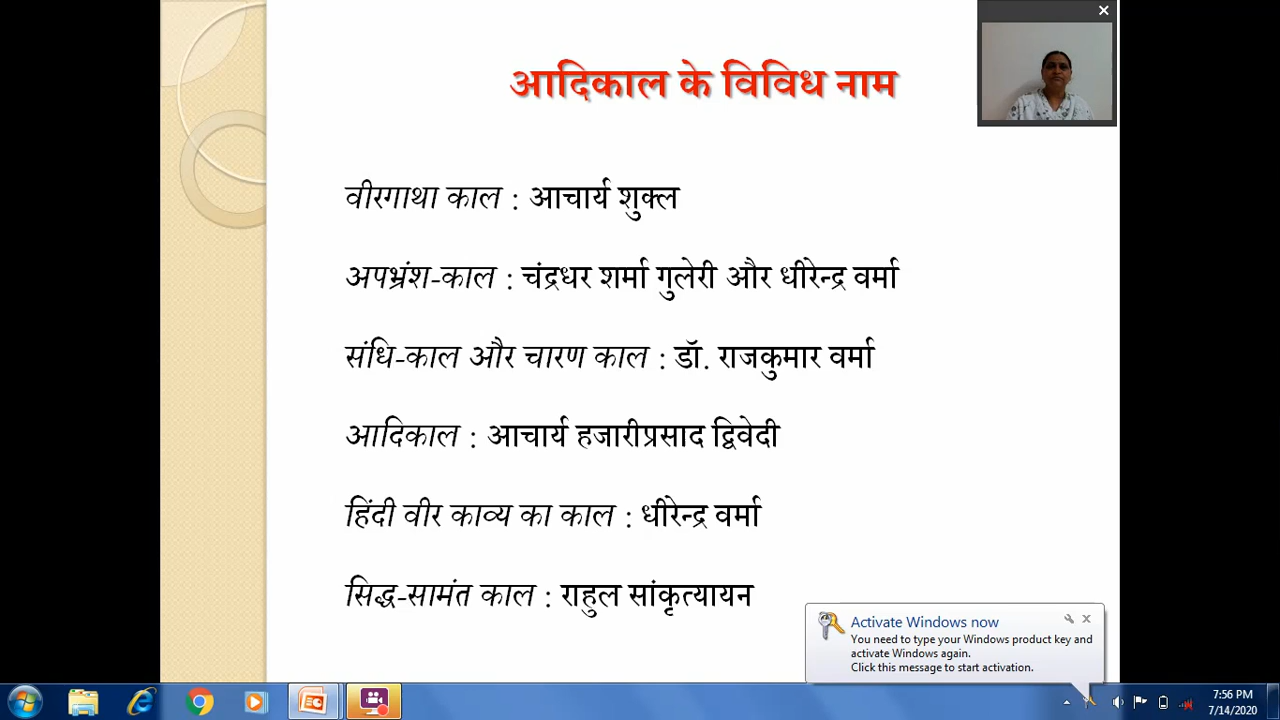 आदिकाल के विविध नाम
वीरगाथा काल : आचार्य शुक्ल
अपभ्रंश-काल : चंद्रधर शर्मा गुलेरी और धीरेन्द्र वर्मा
संधि-काल और चारण काल : डॉ. राजकुमार वर्मा
आदिकाल : आचार्य हजारीप्रसाद द्विवेदी
हिंदी वीर काव्य का काल : धीरेन्द्र वर्मा
सिद्ध-सामंत काल : राहुल सांकृत्यायन
Activate Windows now
You need to type your Windows product key and
activate Windows again.
Click this message to start activation.
7:56 PM
7/14/2020